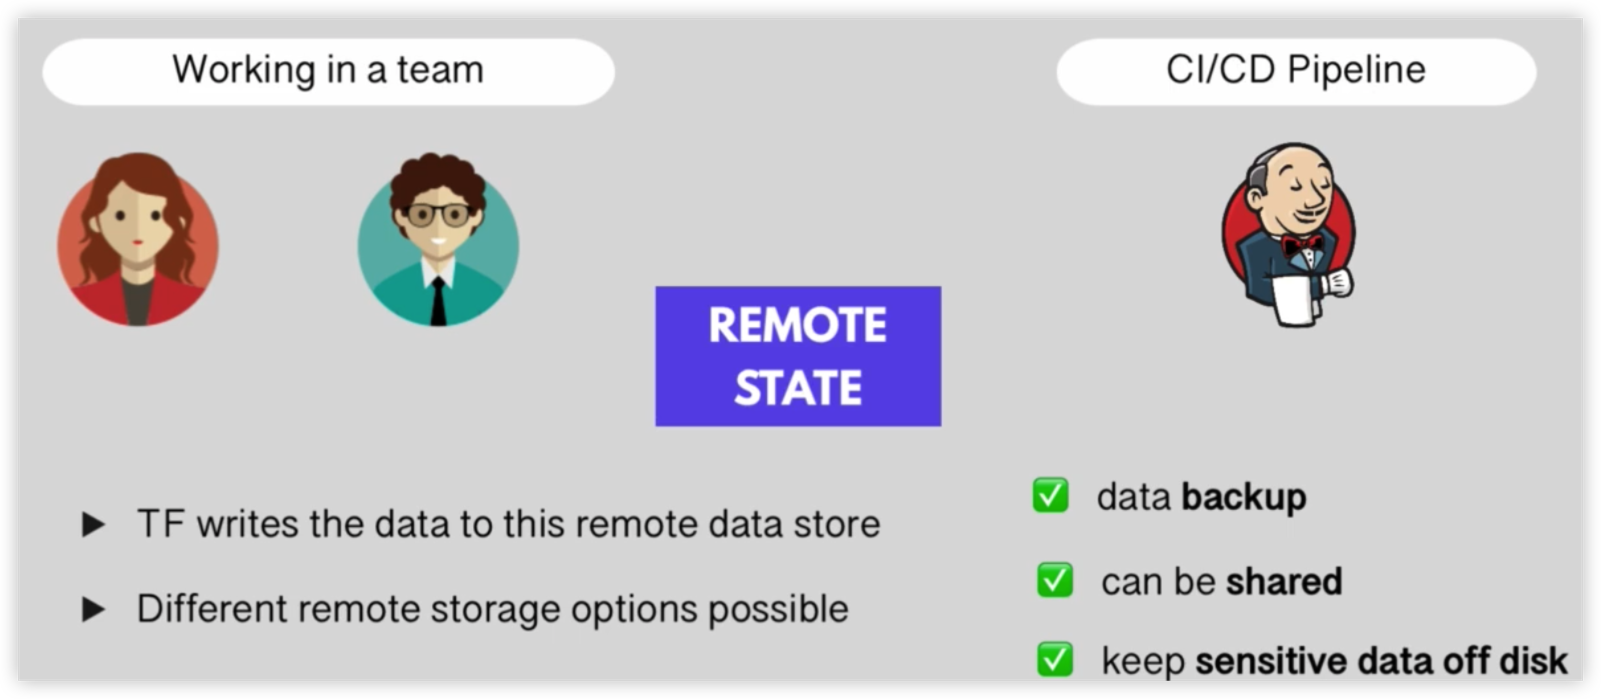 Working in a team
CI/CD Pipeline
REMOTE
STATE
TF writes the data to this remote data store
Different remote storage options possible
data backup
can be shared
keep sensitive data off disk